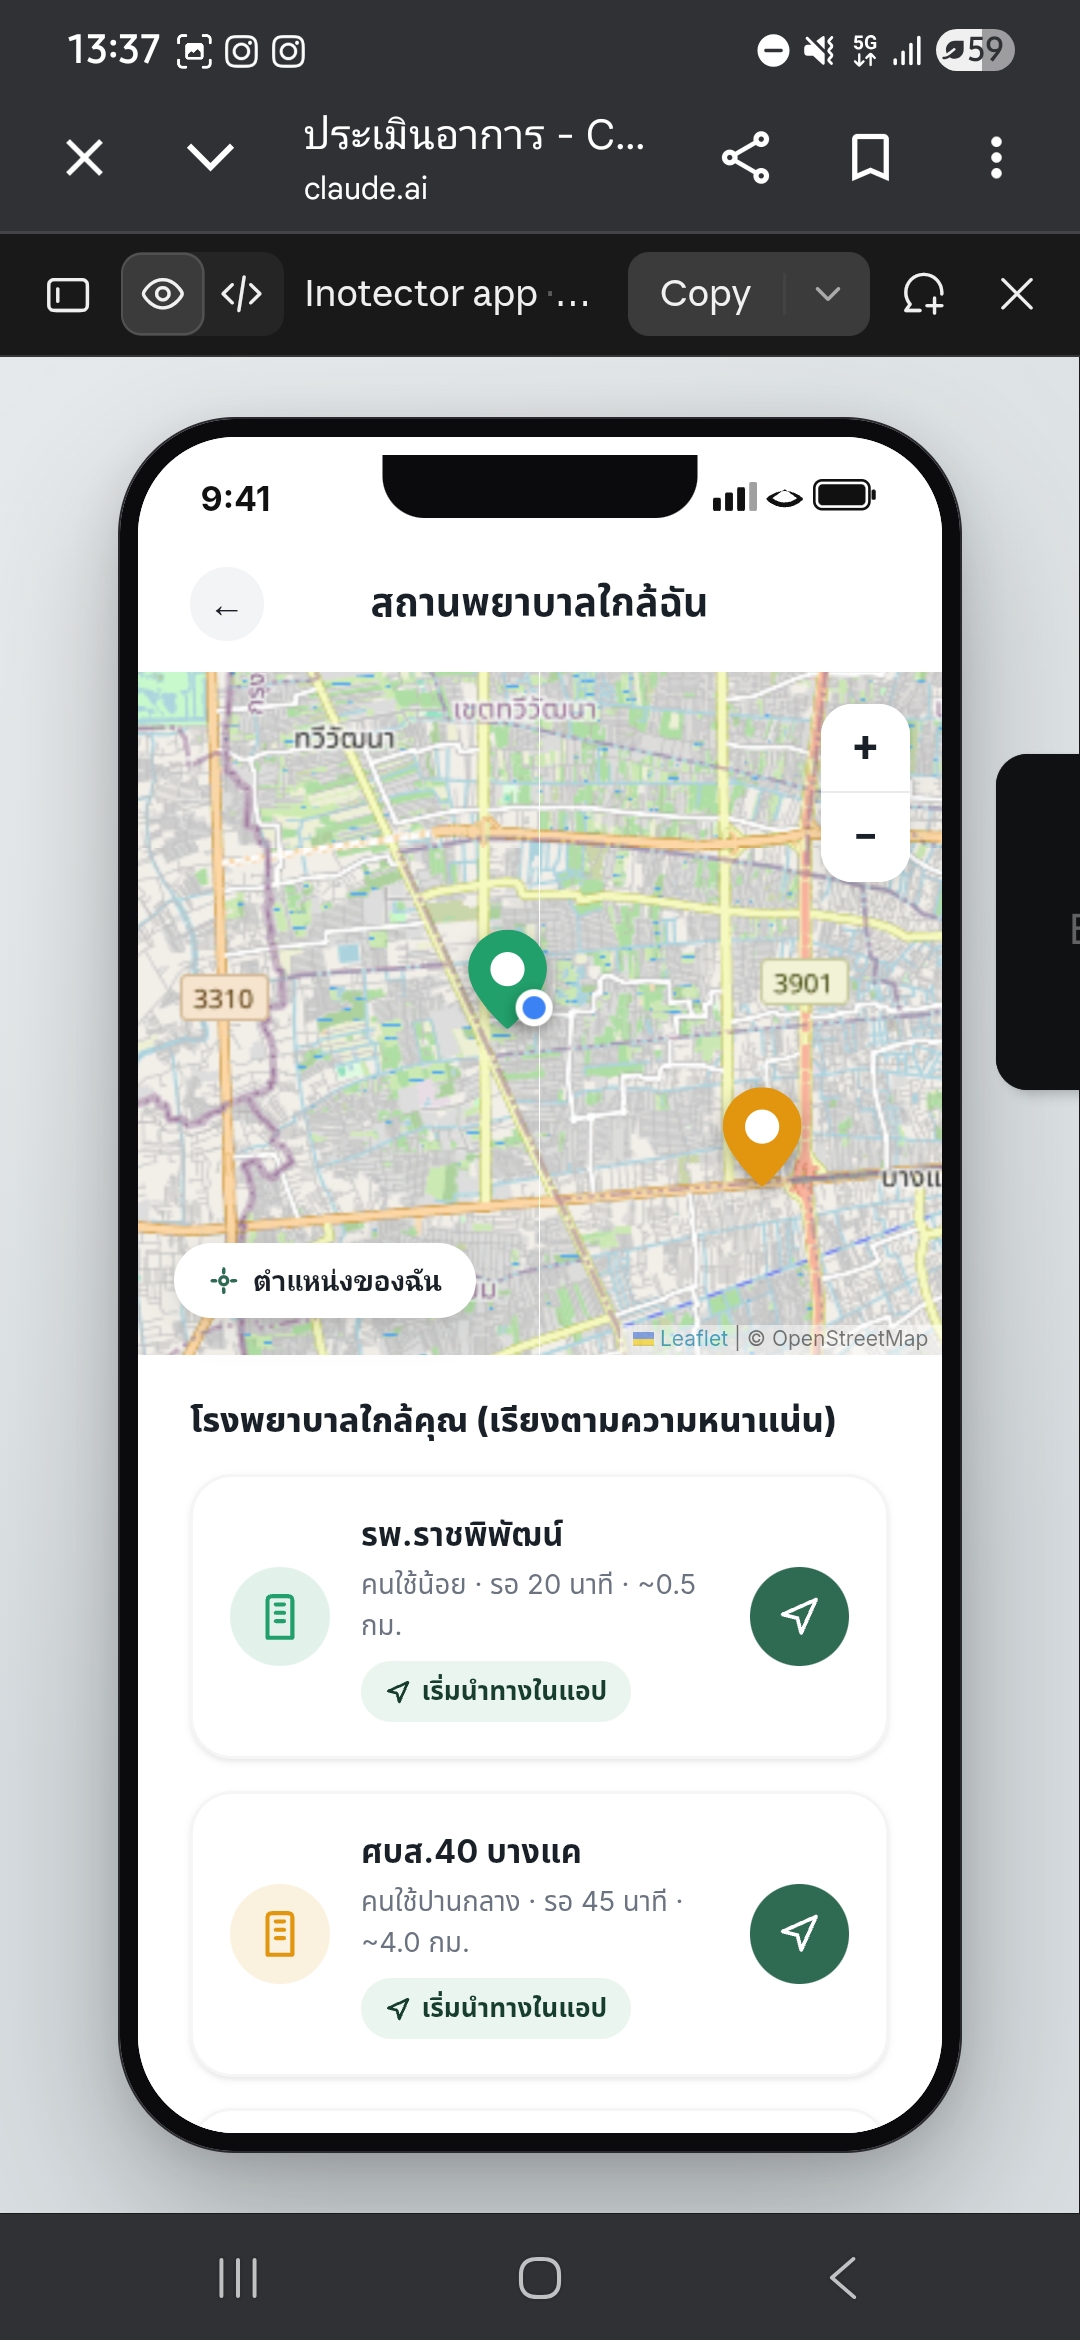 13:37
5G
59
ประเมินอาการ - C...
claude.ai
Inotector app ·...
Copy
9:41
←
สถานพยาบาลใกล้ฉัน
กรุง
เขตทวีวัฒนา
ทวีวัฒนา
+
−
3310
3901
บางแ
ตำแหน่งของฉัน
Leaflet | © OpenStreetMap
โรงพยาบาลใกล้คุณ (เรียงตามความหนาแน่น)
รพ.ราชพิพัฒน์
คนใช้น้อย · รอ 20 นาที · ~0.5
กม.
เริ่มนำทางในแอป
ศบส.40 บางแค
คนใช้ปานกลาง · รอ 45 นาที ·
~4.0 กม.
เริ่มนำทางในแอป